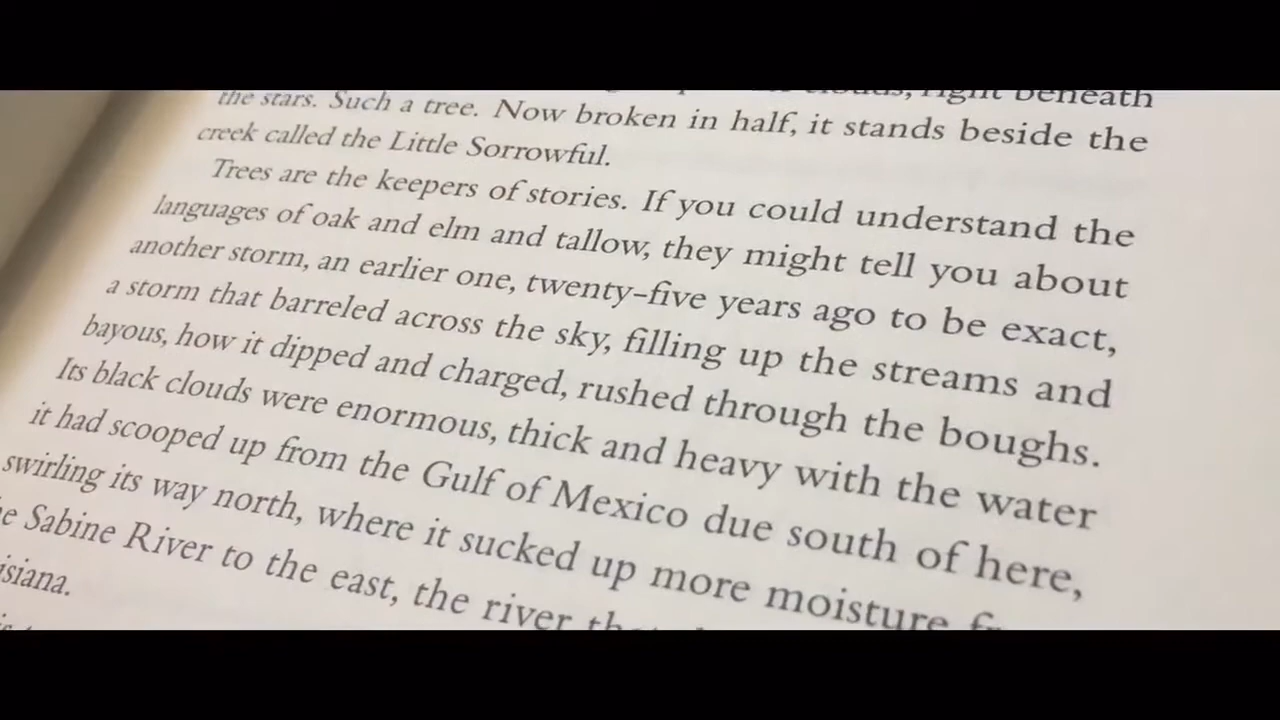 clouds, right beneath
the stars. Such a tree. Now broken in half, it stands beside the
creek called the Little Sorrowful.
Trees are the keepers of stories. If you could understand the
languages of oak and elm and tallow, they might tell you about
another storm, an earlier one, twenty-five years ago to be exact,
a storm that barreled across the sky, filling up the streams and
bayous, how it dipped and charged, rushed through the boughs.
Its black clouds were enormous, thick and heavy with the water
it had scooped up from the Gulf of Mexico due south of here,
swirling its way north, where it sucked up more moisture
Sabine River to the east, the river